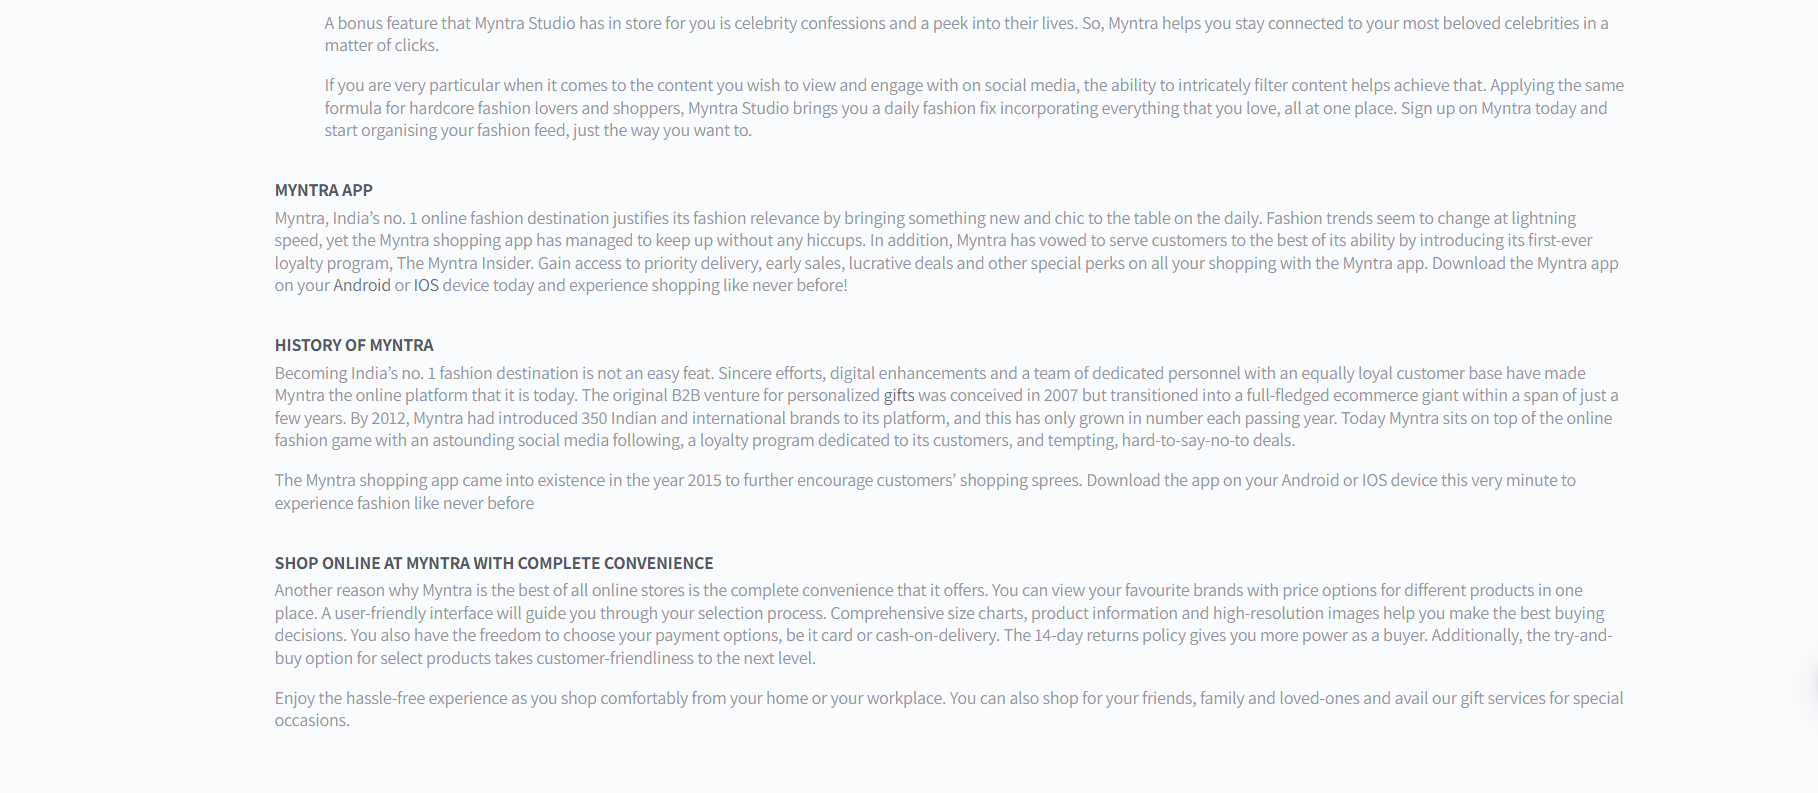 A bonus feature that Myntra Studio has in store for you is celebrity confessions and a peek into their lives. So, Myntra helps you stay connected to your most beloved celebrities in a
matter of clicks.
If you are very particular when it comes to the content you wish to view and engage with on social media, the ability to intricately filter content helps achieve that. Applying the same
formula for hardcore fashion lovers and shoppers, Myntra Studio brings you a daily fashion fix incorporating everything that you love, all at one place. Sign up on Myntra today and
start organising your fashion feed, just the way you want to.
MYNTRA APP
Myntra, India’s no. 1 online fashion destination justifies its fashion relevance by bringing something new and chic to the table on the daily. Fashion trends seem to change at lightning
speed, yet the Myntra shopping app has managed to keep up without any hiccups. In addition, Myntra has vowed to serve customers to the best of its ability by introducing its first-ever
loyalty program, The Myntra Insider. Gain access to priority delivery, early sales, lucrative deals and other special perks on all your shopping with the Myntra app. Download the Myntra app
on your Android or IOS device today and experience shopping like never before!
HISTORY OF MYNTRA
Becoming India’s no. 1 fashion destination is not an easy feat. Sincere efforts, digital enhancements and a team of dedicated personnel with an equally loyal customer base have made
Myntra the online platform that it is today. The original B2B venture for personalized gifts was conceived in 2007 but transitioned into a full-fledged ecommerce giant within a span of just a
few years. By 2012, Myntra had introduced 350 Indian and international brands to its platform, and this has only grown in number each passing year. Today Myntra sits on top of the online
fashion game with an astounding social media following, a loyalty program dedicated to its customers, and tempting, hard-to-say-no-to deals.
The Myntra shopping app came into existence in the year 2015 to further encourage customers’ shopping sprees. Download the app on your Android or IOS device this very minute to
experience fashion like never before
SHOP ONLINE AT MYNTRA WITH COMPLETE CONVENIENCE
Another reason why Myntra is the best of all online stores is the complete convenience that it offers. You can view your favourite brands with price options for different products in one
place. A user-friendly interface will guide you through your selection process. Comprehensive size charts, product information and high-resolution images help you make the best buying
decisions. You also have the freedom to choose your payment options, be it card or cash-on-delivery. The 14-day returns policy gives you more power as a buyer. Additionally, the try-and-
buy option for select products takes customer-friendliness to the next level.
Enjoy the hassle-free experience as you shop comfortably from your home or your workplace. You can also shop for your friends, family and loved-ones and avail our gift services for special
occasions.